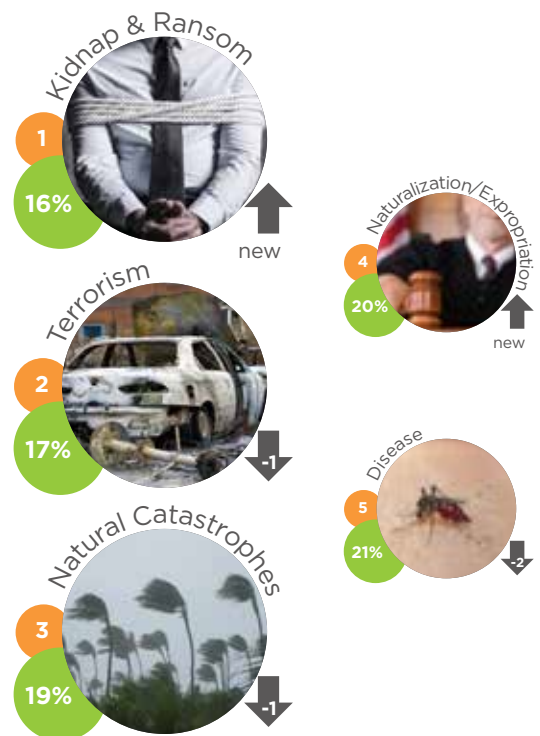 Kidnap & Ransom
1
16%
new
Terrorism
2
17%
-1
Natural Catastrophes
3
19%
-1
Naturalization/Expropriation
4
20%
new
Disease
5
21%
-2